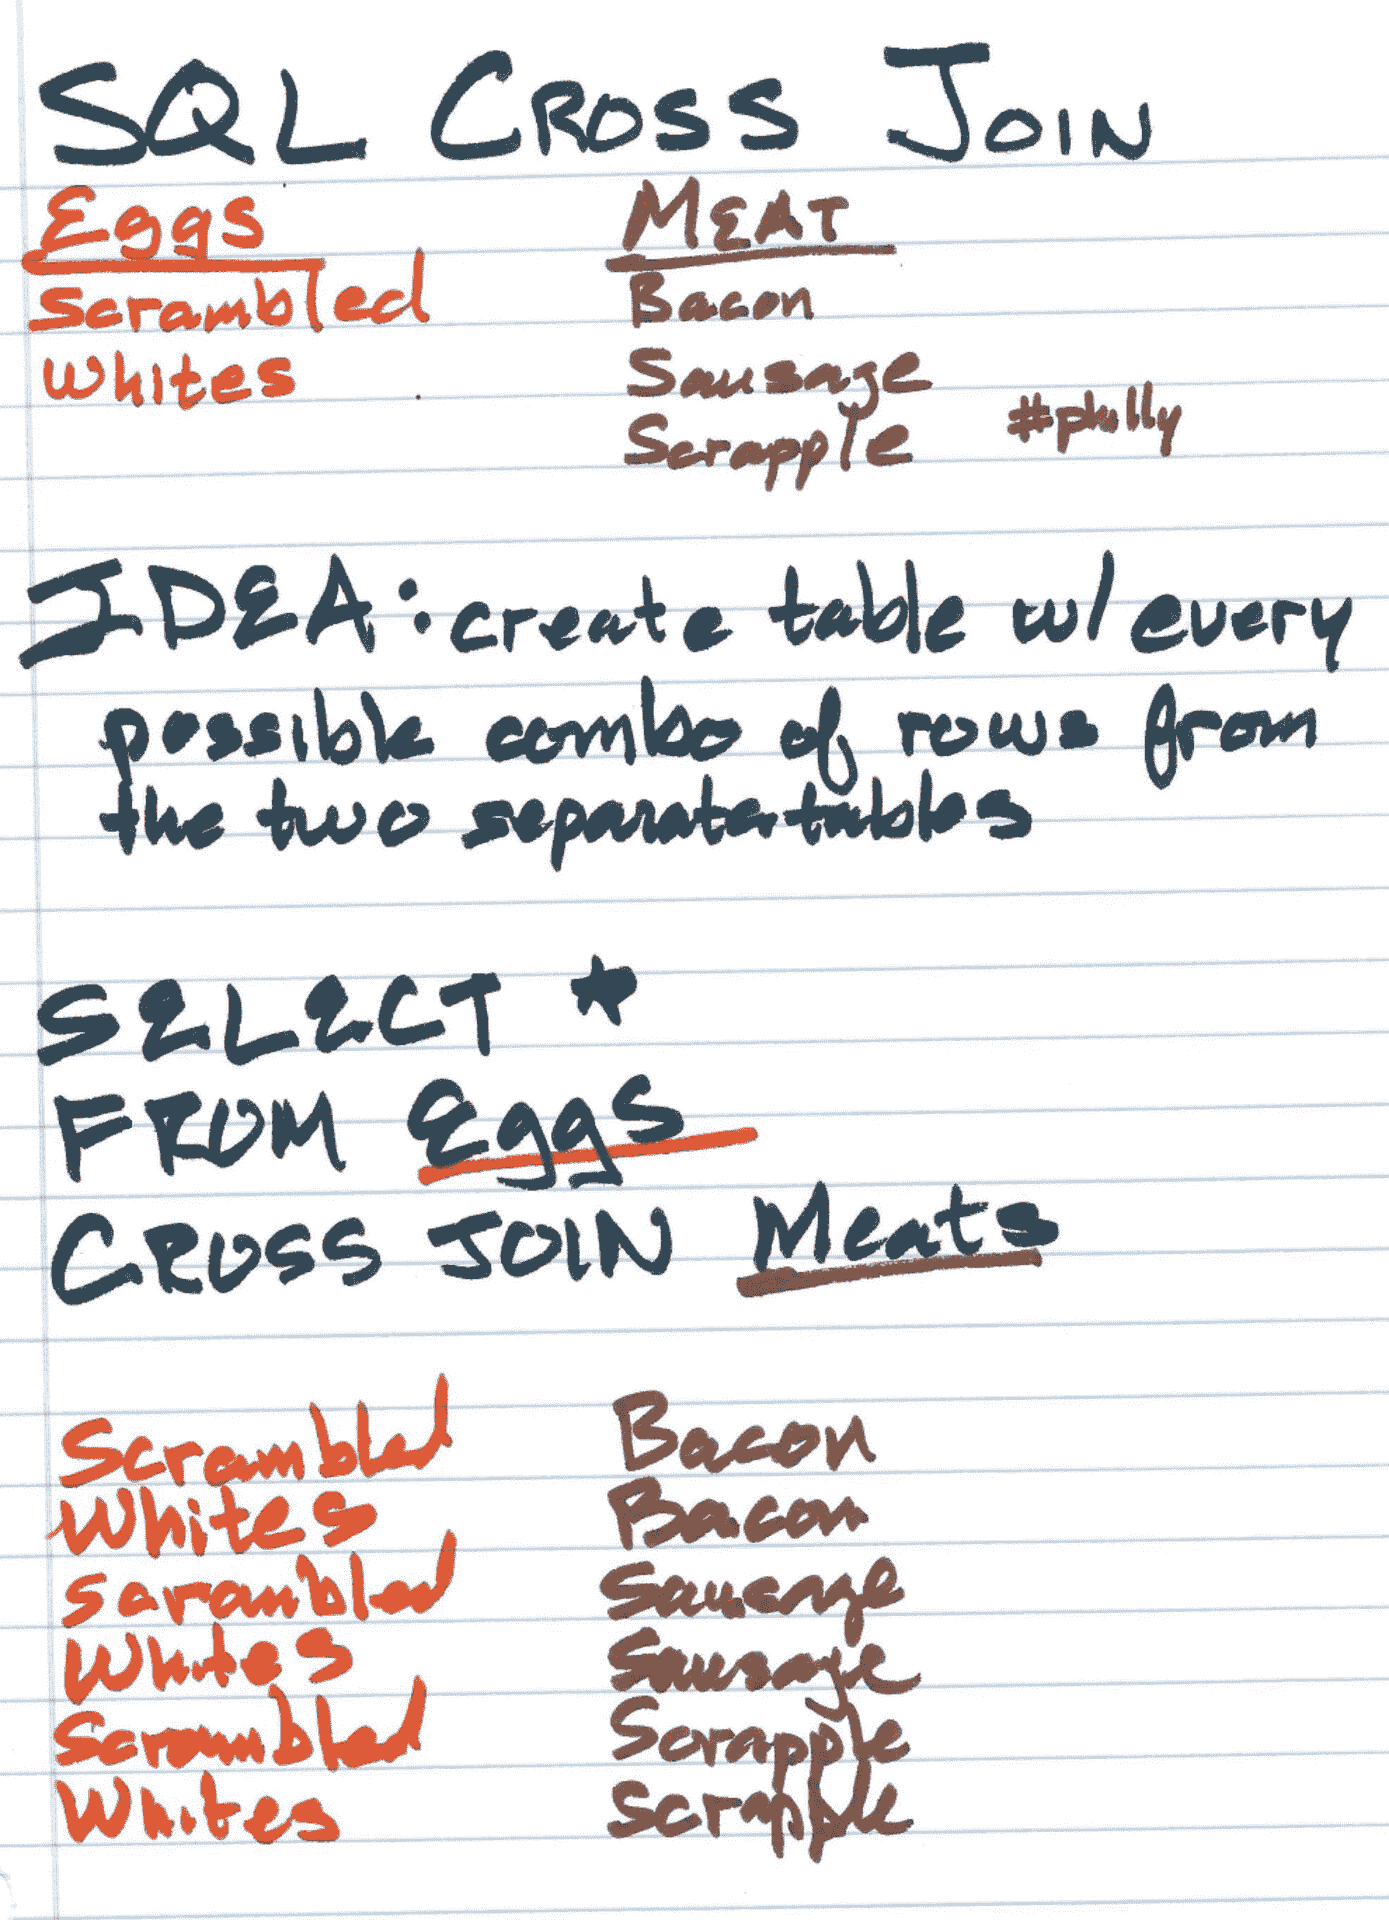 SQL CROSS JOIN
Eggs MEAT
Scrambled Bacon
Whites Sausage
Scrapple #philly
IDEA: create table w/ every
possible combo of rows from
the two separate tables
SELECT *
FROM Eggs
CROSS JOIN Meats
Scrambled Bacon
Whites Bacon
Scrambled Sausage
Whites Sausage
Scrambled Scrapple
Whites Scrapple